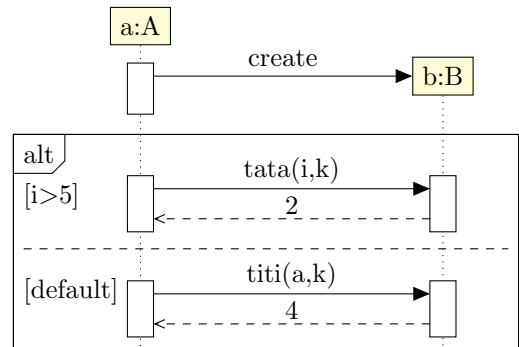 a:A
create
b:B
alt
tata(i,k)
[i>5]
2
titi(a,k)
[default]
4